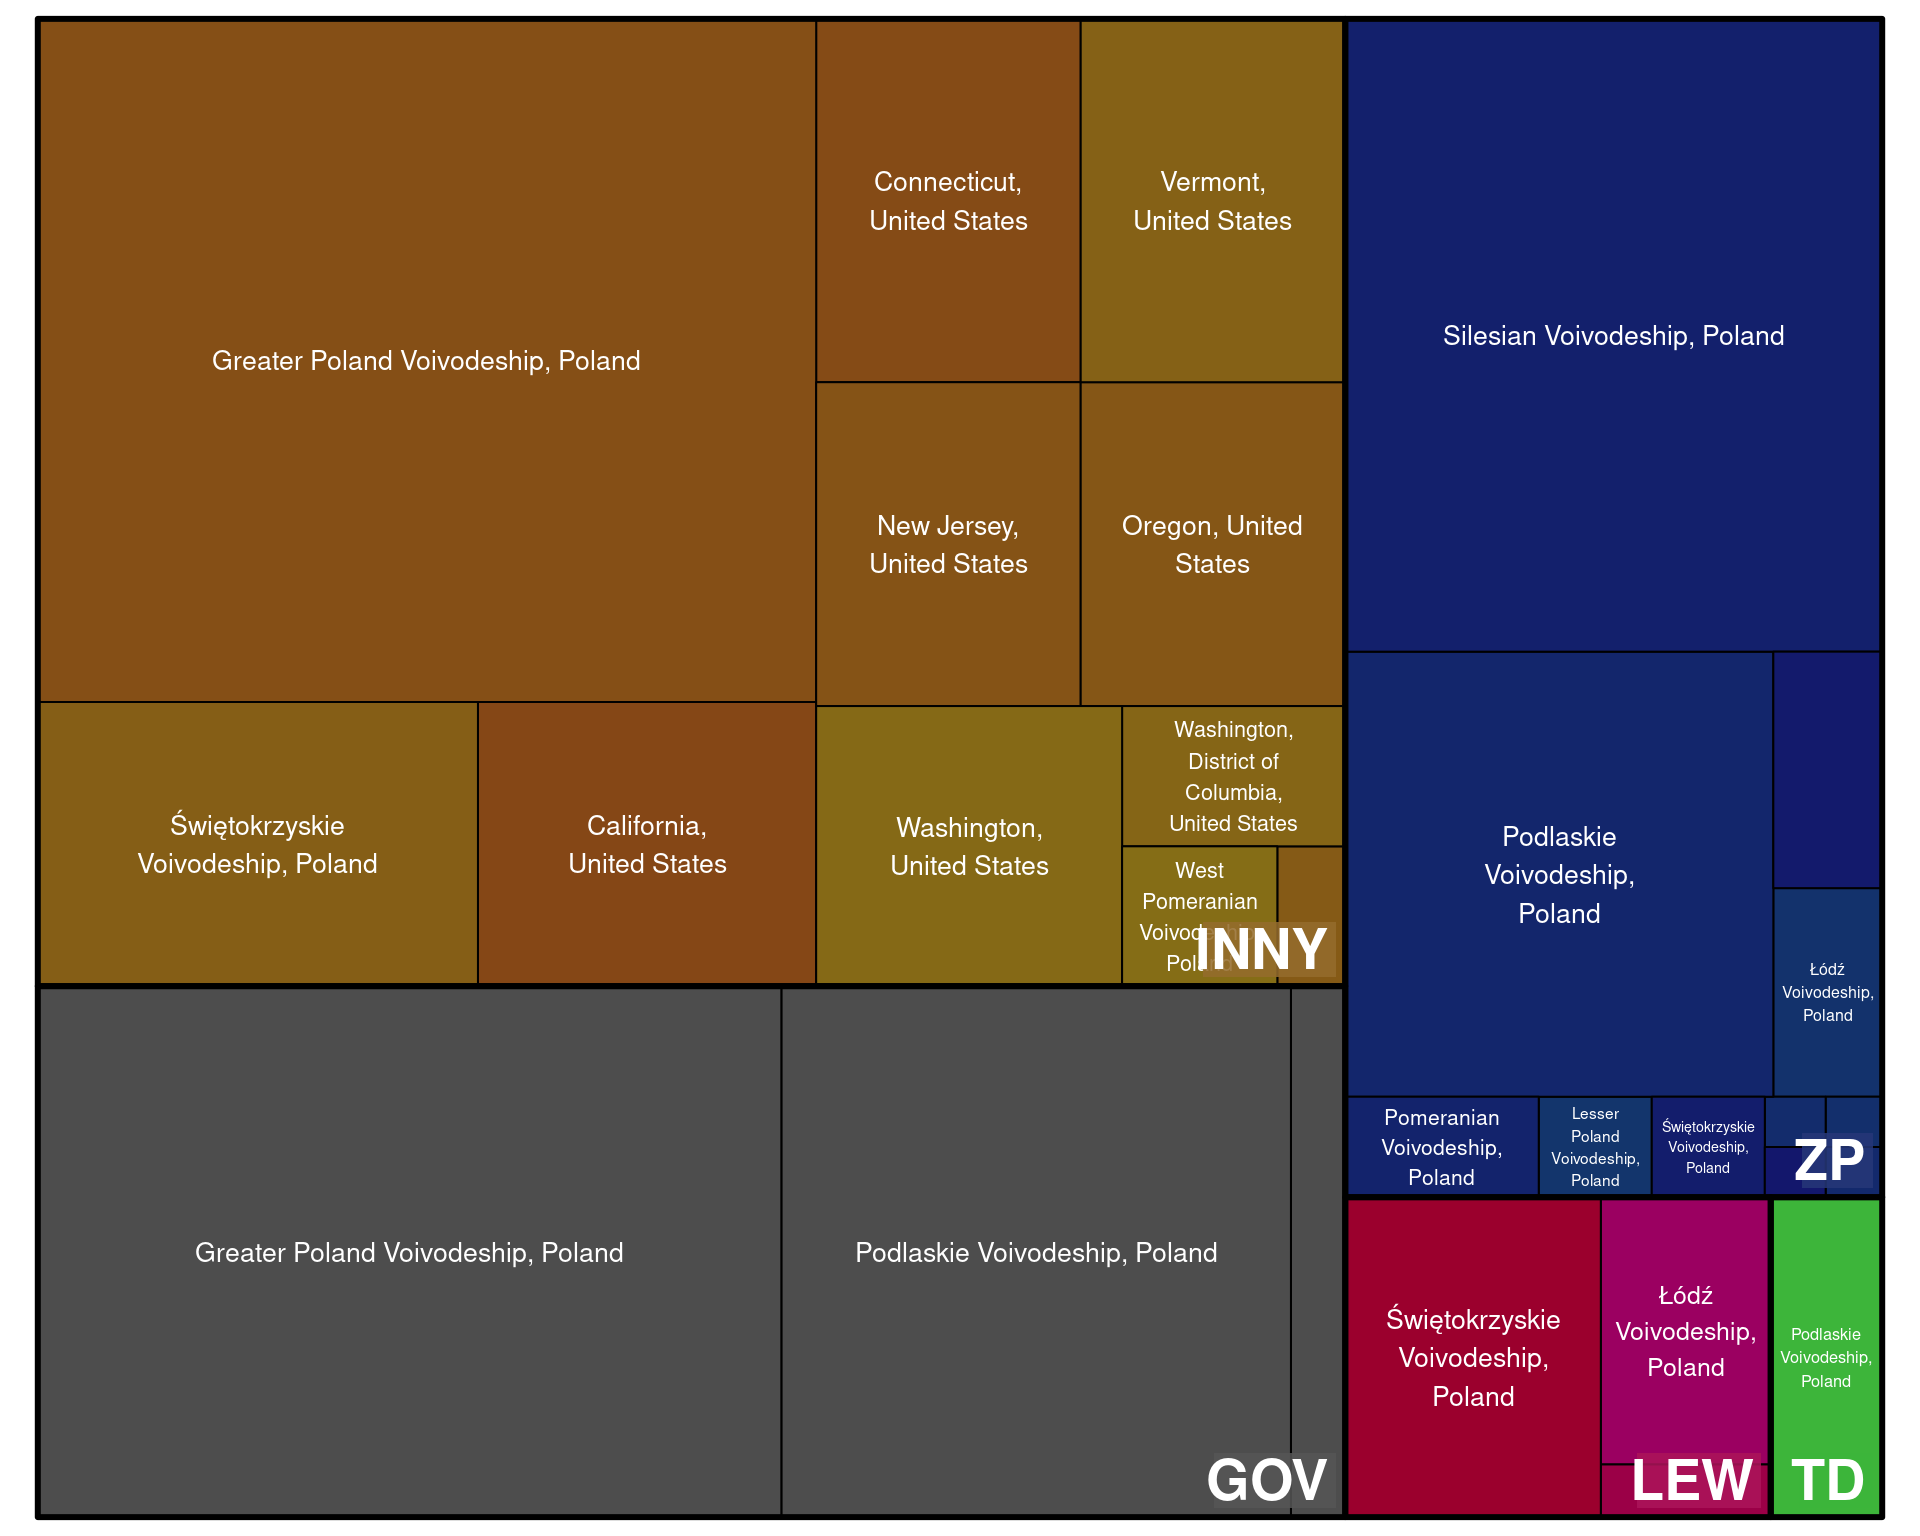 Greater Poland Voivodeship, Poland
Connecticut,
United States
Vermont,
United States
New Jersey,
United States
Oregon, United
States
Świętokrzyskie
Voivodeship, Poland
California,
United States
Washington,
United States
Washington,
District of
Columbia,
United States
West
Pomeranian
INNY
Greater Poland Voivodeship, Poland
Podlaskie Voivodeship, Poland
GOV
Silesian Voivodeship, Poland
Podlaskie
Voivodeship,
Poland
Łódź
Voivodeship,
Poland
Pomeranian
Voivodeship,
Poland
Lesser
Poland
Voivodeship,
Poland
Świętokrzyskie
Voivodeship,
Poland
ZP
Świętokrzyskie
Voivodeship,
Poland
Łódź
Voivodeship,
Poland
LEW
Podlaskie
Voivodeship,
Poland
TD